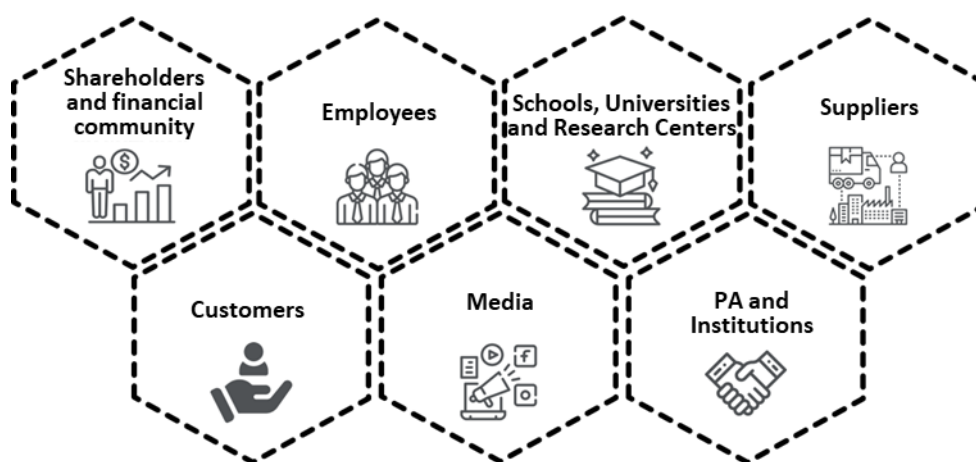 Shareholders
and financial
community
Employees
Schools, Universities
and Research Centers
Suppliers
Customers
Media
PA and
Institutions